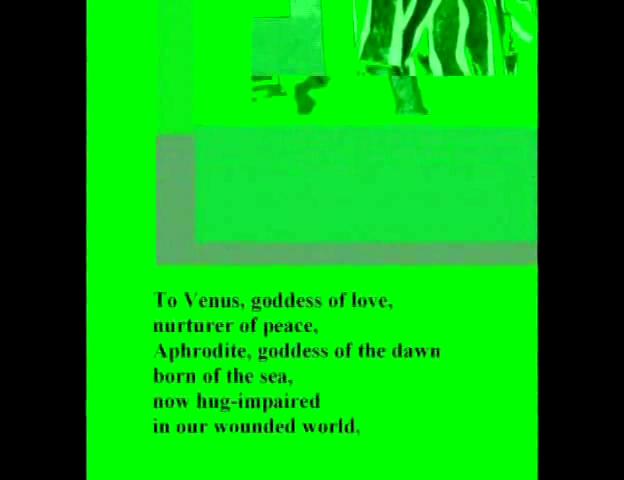 To Venus, goddess of love,
nurturer of peace,
Aphrodite, goddess of the dawn
born of the sea,
now hug-impaired
in our wounded world,